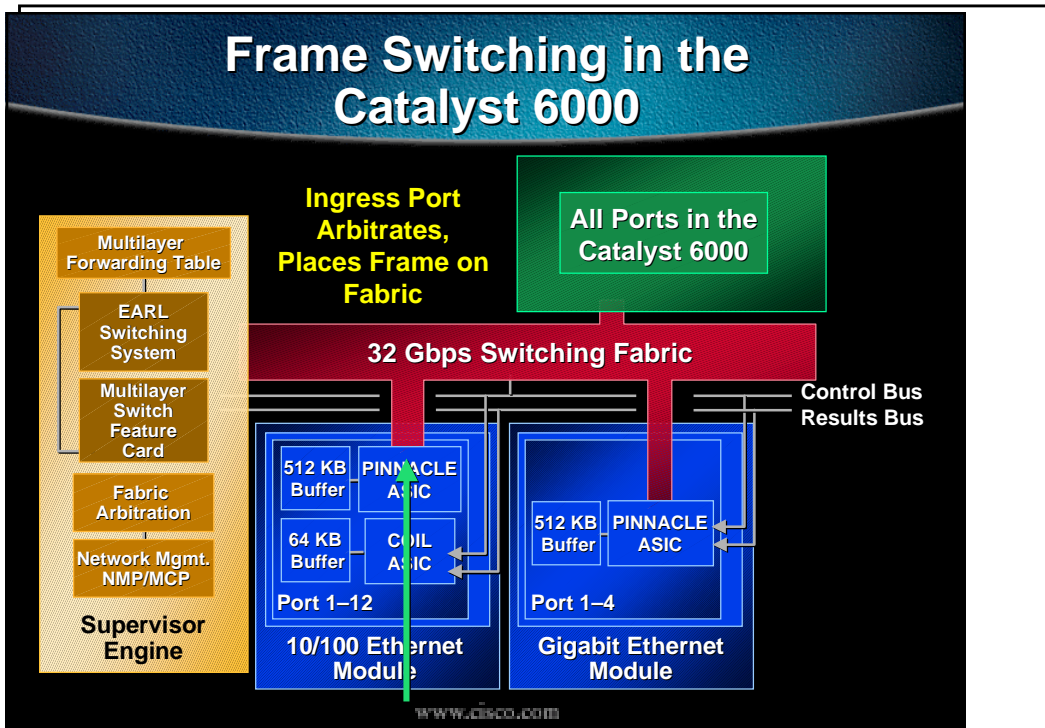 Frame Switching in the
Catalyst 6000
Ingress Port
Arbitrates,
Places Frame on
Fabric
All Ports in the
Catalyst 6000
Multilayer
Forwarding Table
EARL
Switching
System
Multilayer
Switch
Feature
Card
Fabric
Arbitration
Network Mgmt.
NMP/MCP
Supervisor
Engine
32 Gbps Switching Fabric
Control Bus
Results Bus
512 KB
Buffer
PINNACLE
ASIC
64 KB
Buffer
COIL
ASIC
Port 1–12
10/100 Ethernet
Module
512 KB
Buffer
PINNACLE
ASIC
Port 1–4
Gigabit Ethernet
Module
www.cisco.com